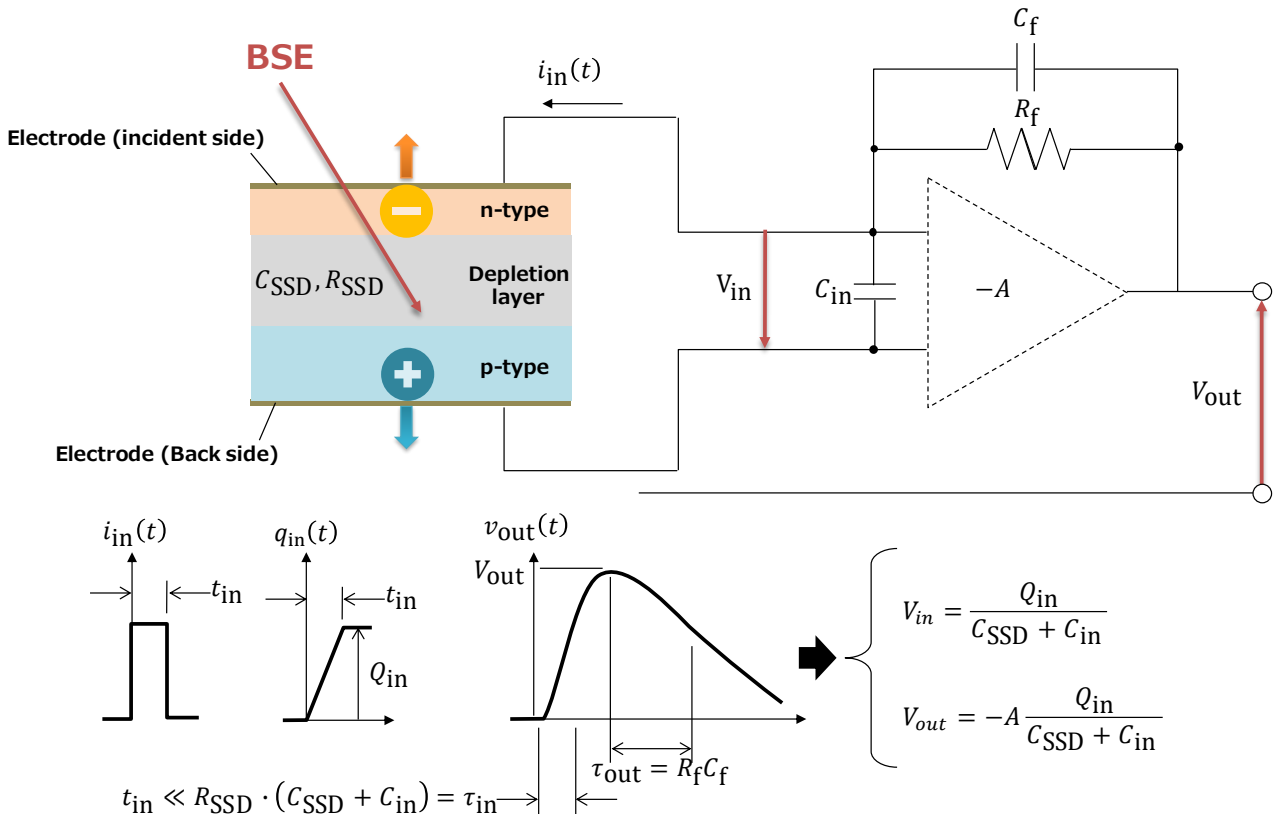 BSE
i_in(t)
C_f
R_f
Electrode (incident side)
n-type
C_SSD, R_SSD
Depletion
layer
V_in
C_in
−A
p-type
V_out
Electrode (Back side)
i_in(t)
q_in(t)
v_out(t)
V_out
t_in
t_in
Q_in
V_in = Q_in / (C_SSD + C_in)
V_out = −A Q_in / (C_SSD + C_in)
τ_out = R_f C_f
t_in ≪ R_SSD · (C_SSD + C_in) = τ_in